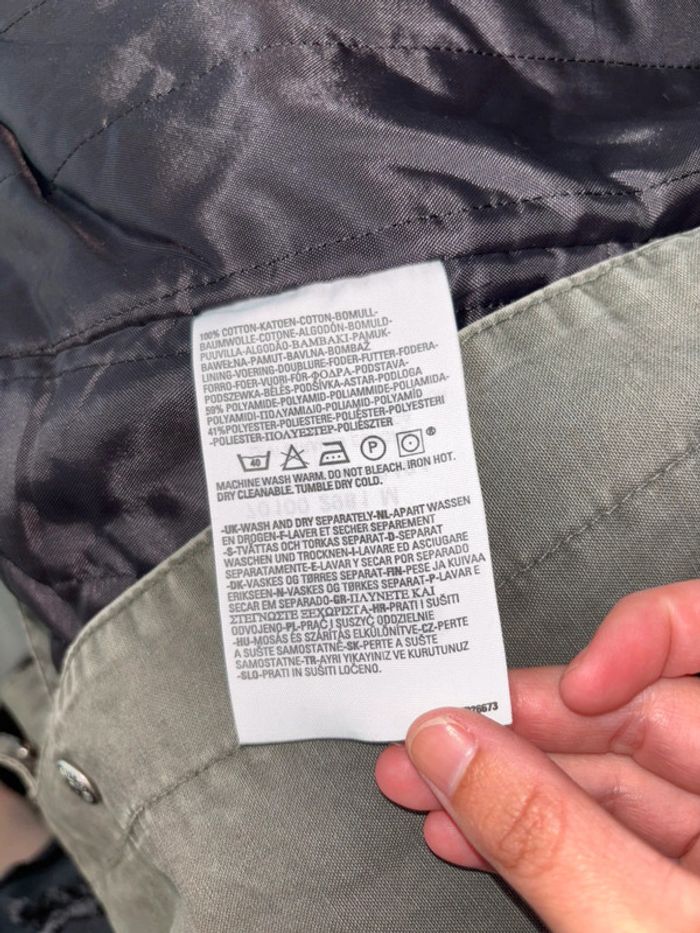 100% COTTON-KATOEN-COTON-BOMULL-
BAUMWOLLE-COTONE-ALGODÓN-BOMULD-
PUUVILLA-ALGODÃO-ΒΑΜΒΑΚΙ-PAMUK-
BAWEŁNA-PAMUT-BAVLNA-BOMBAŽ
LINING-VOERING-DOUBLURE-FODER-FUTTER-FODERA-
FORRO-FOER-VUORI-FÔR-ΦΟΔΡΑ-PODSTAVA-
PODSZEWKA-BÉLÉS-PODŠÍVKA-ASTAR-PODLOGA
59% POLYAMIDE-POLYAMID-POLIAMMIDE-POLIAMIDA-
POLYAMIDI-ΠΟΛΥΑΜΙΔΙΟ-POLIAMID-POLYAMID
41%POLYESTER-POLIESTERE-POLIÉSTER-POLYESTERI
-POLIESTER-ΠΟΛΥΕΣΤΕΡ-POLIÉSZTER
40 P ®
MACHINE WASH WARM. DO NOT BLEACH. IRON HOT.
DRY CLEANABLE. TUMBLE DRY COLD.
-UK-WASH AND DRY SEPARATELY-NL-APART WASSEN
EN DROGEN-F-LAVER ET SECHER SEPAREMENT
-S-TVÄTTAS OCH TORKAS SEPARAT-D-SEPARAT
WASCHEN UND TROCKNEN-I-LAVARE ED ASCIUGARE
SEPARATAMENTE-E-LAVAR Y SECAR POR SEPARADO
-DK-VASKES OG TØRRES SEPARAT-FIN-PESE JA KUIVAA
ERIKSEEN-N-VASKES OG TØRKES SEPARAT-P-LAVAR E
SECAR EM SEPARADO-GR-ΠΛΥΝΕΤΕ ΚΑΙ
ΣΤΕΓΝΩΣΤΕ ΞΕΧΩΡΙΣΤΑ-HR-PRATI I SUŠITI
ODVOJENO-PL-PRAĆ I SUSZYĆ ODDZIELNIE
-HU-MOSÁS ÉS SZÁRÍTÁS ELKÜLÖNÍTVE-CZ-PERTE
A SUŠTE SAMOSTATNĚ-SK-PERTE A SUŠTE
SAMOSTATNE-TR-AYRI YIKAYINIZ VE KURUTUNUZ
-SLO-PRATI IN SUŠITI LOČENO.